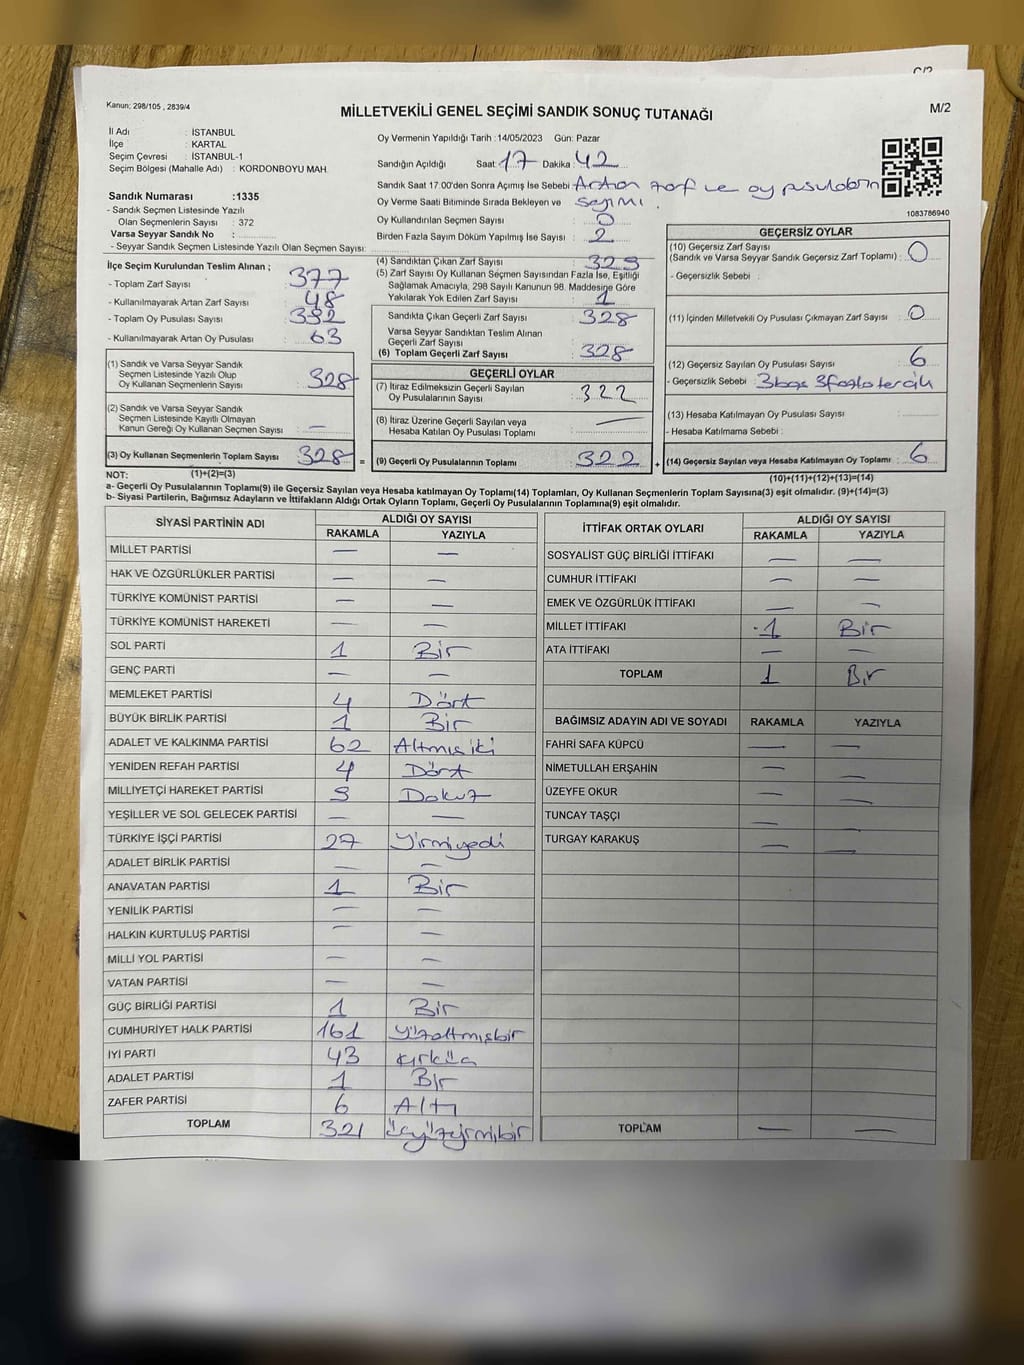 C/2
Kanun; 298/105 , 2839/4
MİLLETVEKİLİ GENEL SEÇİMİ SANDIK SONUÇ TUTANAĞI
M/2
İl Adı : İSTANBUL
İlçe : KARTAL
Seçim Çevresi : İSTANBUL-1
Seçim Bölgesi (Mahalle Adı) : KORDONBOYU MAH.
Oy Vermenin Yapıldığı Tarih :14/05/2023 Gün: Pazar
Sandığın Açıldığı Saat: 17 Dakika: 42
Sandık Saat 17 00'den Sonra Açımış İse Sebebi Artan zarf ve oy pusulaların
Oy Verme Saati Bitiminde Sırada Bekleyen ve sayımı.
Oy Kullandırılan Seçmen Sayısı : 0
Birden Fazla Sayım Döküm Yapılmış İse Sayısı : 2
1083786940
Sandık Numarası :1335
- Sandık Seçmen Listesinde Yazılı
Olan Seçmenlerin Sayısı : 372
Varsa Seyyar Sandık No :
- Seyyar Sandık Seçmen Listesinde Yazılı Olan Seçmen Sayısı:
İlçe Seçim Kurulundan Teslim Alınan ;
- Toplam Zarf Sayısı : 377
- Kullanılmayarak Artan Zarf Sayısı : 48
- Toplam Oy Pusulası Sayısı : 392
- Kullanılmayarak Artan Oy Pusulası : 63
(1) Sandık ve Varsa Seyyar Sandık
Seçmen Listesinde Yazılı Olup
Oy Kullanan Seçmenlerin Sayısı : 328
(2) Sandık ve Varsa Seyyar Sandık
Seçmen Listesinde Kayıtlı Olmayan
Kanun Gereği Oy Kullanan Seçmen Sayısı : —
(3) Oy Kullanan Seçmenlerin Toplam Sayısı : 328 =
(4) Sandıktan Çıkan Zarf Sayısı : 329
(5) Zarf Sayısı Oy Kullanan Seçmen Sayısından Fazla İse, Eşitliği
Sağlamak Amacıyla, 298 Sayılı Kanunun 98. Maddesine Göre
Yakılarak Yok Edilen Zarf Sayısı : 1
Sandıkta Çıkan Geçerli Zarf Sayısı : 328
Varsa Seyyar Sandıktan Teslim Alınan
Geçerli Zarf Sayısı :
(6) Toplam Geçerli Zarf Sayısı : 328
GEÇERLİ OYLAR
(7) İtiraz Edilmeksizin Geçerli Sayılan
Oy Pusulalarının Sayısı : 322
(8) İtiraz Üzerine Geçerli Sayılan veya
Hesaba Katılan Oy Pusulası Toplamı : —
(9) Geçerli Oy Pusulalarının Toplamı : 322 +
GEÇERSİZ OYLAR
(10) Geçersiz Zarf Sayısı
(Sandık ve Varsa Seyyar Sandık Geçersiz Zarf Toplamı) : 0
- Geçersizlik Sebebi :
(11) İçinden Milletvekili Oy Pusulası Çıkmayan Zarf Sayısı : 0
(12) Geçersiz Sayılan Oy Pusulası Sayısı : 6
- Geçersizlik Sebebi : 3boş 3fazla tercih
(13) Hesaba Katılmayan Oy Pusulası Sayısı :
- Hesaba Katılmama Sebebi :
(14) Geçersiz Sayılan veya Hesaba Katılmayan Oy Toplamı : 6
NOT: (1)+(2)=(3) (10)+(11)+(12)+(13)=(14)
a- Geçerli Oy Pusulalarının Toplamı(9) ile Geçersiz Sayılan veya Hesaba katılmayan Oy Toplamı(14) Toplamları, Oy Kullanan Seçmenlerin Toplam Sayısına(3) eşit olmalıdır. (9)+(14)=(3)
b- Siyasi Partilerin, Bağımsız Adayların ve İttifakların Aldığı Ortak Oyların Toplamı, Geçerli Oy Pusulalarının Toplamına(9) eşit olmalıdır.
SİYASİ PARTİNİN ADI ALDIĞI OY SAYISI
RAKAMLA YAZIYLA
MİLLET PARTİSİ — —
HAK VE ÖZGÜRLÜKLER PARTİSİ — —
TÜRKİYE KOMÜNİST PARTİSİ — —
TÜRKİYE KOMÜNİST HAREKETİ — —
SOL PARTİ 1 Bir
GENÇ PARTİ — —
MEMLEKET PARTİSİ 4 Dört
BÜYÜK BİRLİK PARTİSİ 1 Bir
ADALET VE KALKINMA PARTİSİ 62 Altmış iki
YENİDEN REFAH PARTİSİ 4 Dört
MİLLİYETÇİ HAREKET PARTİSİ 9 Dokuz
YEŞİLLER VE SOL GELECEK PARTİSİ — —
TÜRKİYE İŞÇİ PARTİSİ 27 Yirmiyedi
ADALET BİRLİK PARTİSİ — —
ANAVATAN PARTİSİ 1 Bir
YENİLİK PARTİSİ — —
HALKIN KURTULUŞ PARTİSİ — —
MİLLİ YOL PARTİSİ — —
VATAN PARTİSİ — —
GÜÇ BİRLİĞİ PARTİSİ 1 Bir
CUMHURİYET HALK PARTİSİ 161 Yüzaltmışbir
İYİ PARTİ 43 Kırküç
ADALET PARTİSİ 1 Bir
ZAFER PARTİSİ 6 Altı
TOPLAM 321 üçyüzyirmibir
İTTİFAK ORTAK OYLARI ALDIĞI OY SAYISI
RAKAMLA YAZIYLA
SOSYALİST GÜÇ BİRLİĞİ İTTİFAKI — —
CUMHUR İTTİFAKI — —
EMEK VE ÖZGÜRLÜK İTTİFAKI — —
MİLLET İTTİFAKI 1 Bir
ATA İTTİFAKI — —
TOPLAM 1 Bir
BAĞIMSIZ ADAYIN ADI VE SOYADI RAKAMLA YAZIYLA
FAHRİ SAFA KÜPCÜ — —
NİMETULLAH ERŞAHİN — —
ÜZEYFE OKUR — —
TUNCAY TAŞÇI — —
TURGAY KARAKUŞ — —
TOPLAM — —